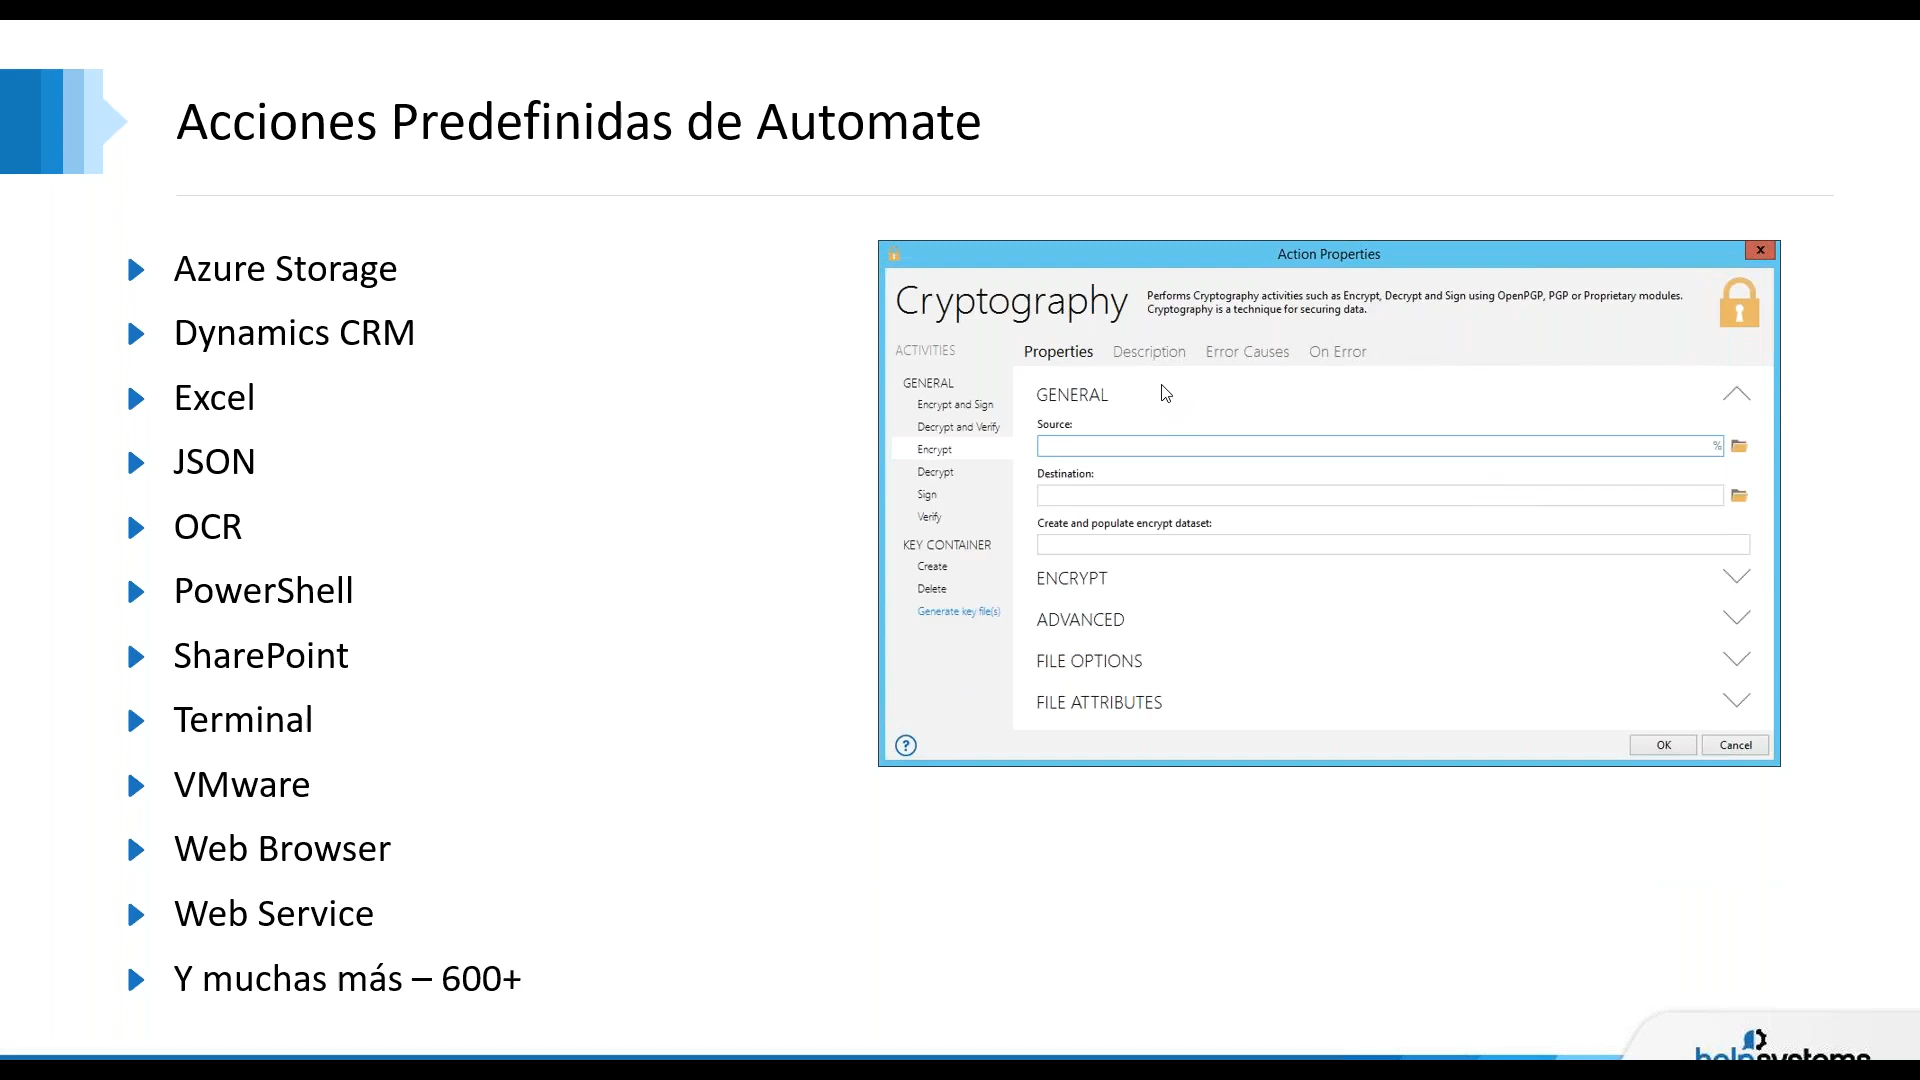 Acciones Predefinidas de Automate
Azure Storage
Dynamics CRM
Excel
JSON
OCR
PowerShell
SharePoint
Terminal
VMware
Web Browser
Web Service
Y muchas más – 600+
Action Properties
x
Cryptography
Performs Cryptography activities such as Encrypt, Decrypt and Sign using OpenPGP, PGP or Proprietary modules.
Cryptography is a technique for securing data.
ACTIVITIES
GENERAL
Encrypt and Sign
Decrypt and Verify
Encrypt
Decrypt
Sign
Verify
KEY CONTAINER
Create
Delete
Generate key file(s)
Properties Description Error Causes On Error
GENERAL
Source:
%
Destination:
Create and populate encrypt dataset:
ENCRYPT
ADVANCED
FILE OPTIONS
FILE ATTRIBUTES
?
OK Cancel
helpsystems